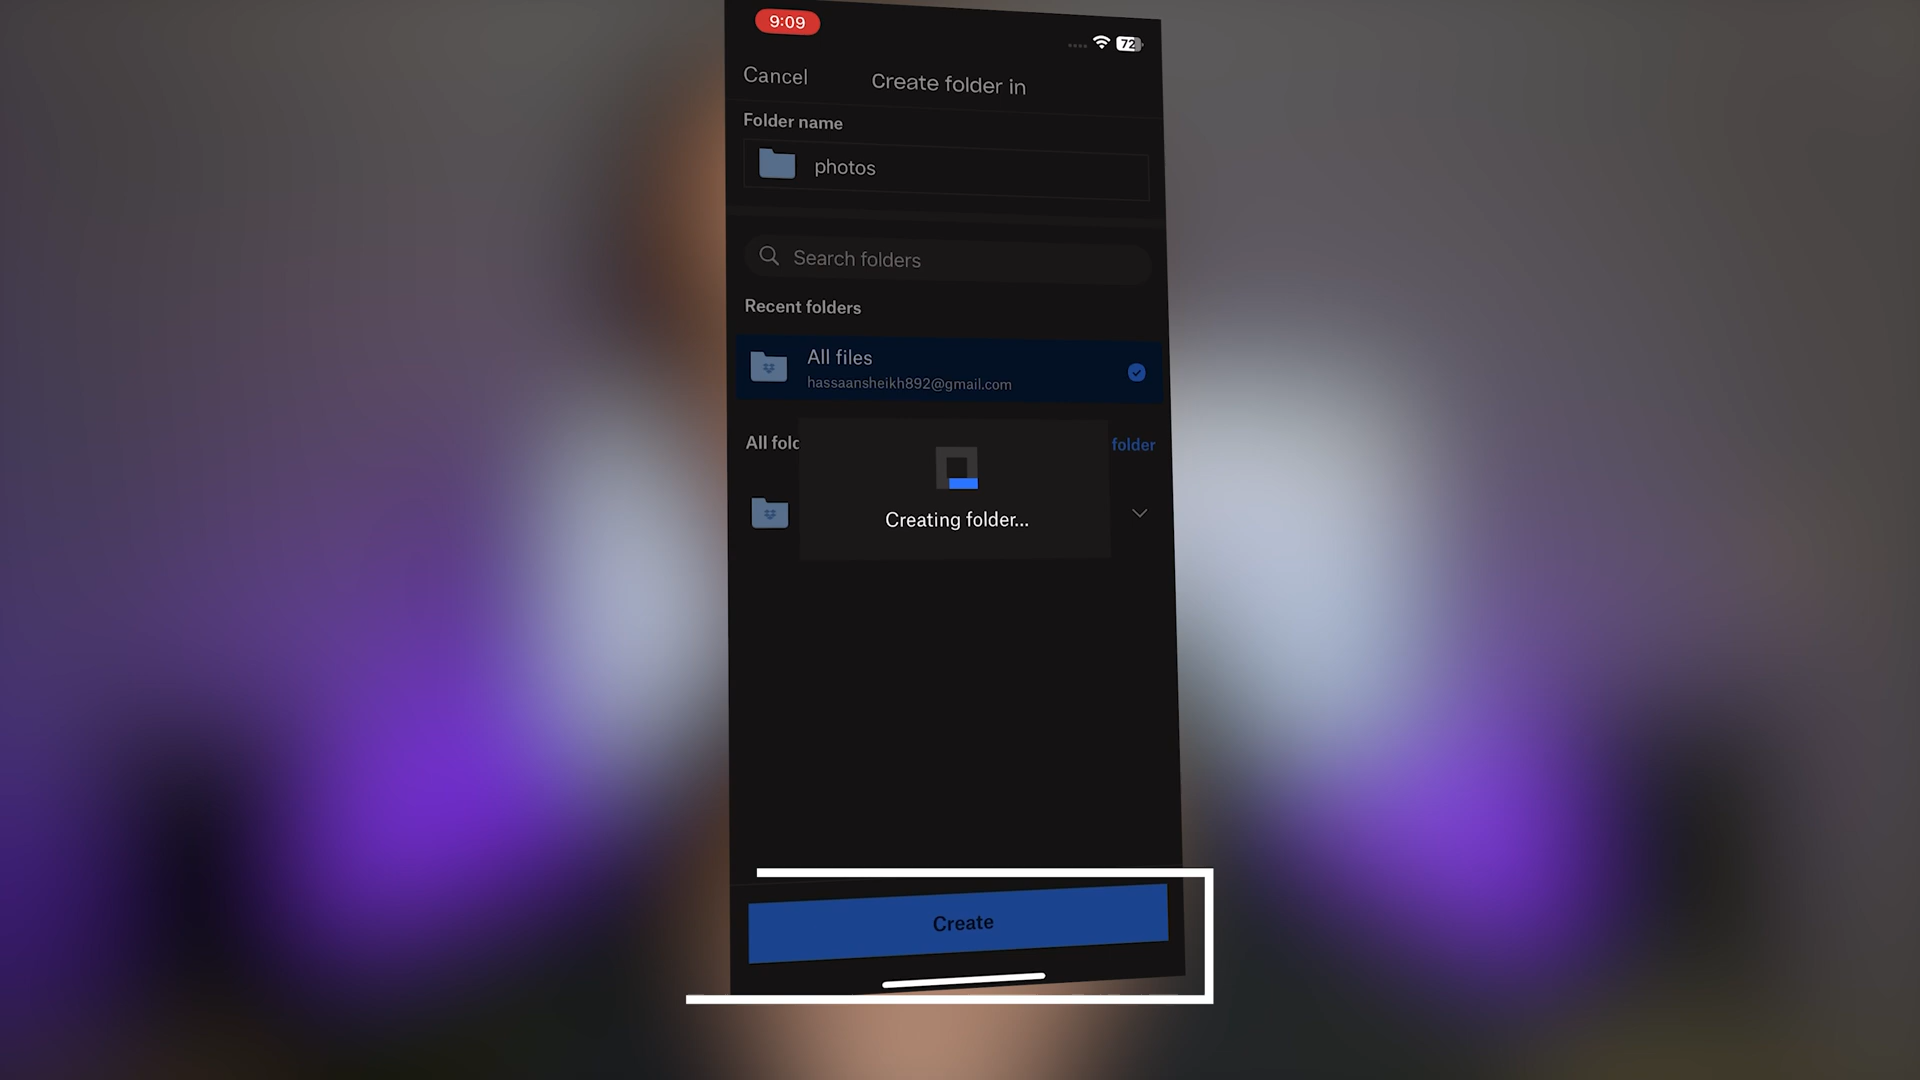 9:09
72
Cancel
Create folder in
Folder name
photos
Search folders
Recent folders
All files
hassaansheikh892@gmail.com
All fold
folder
Creating folder...
Create